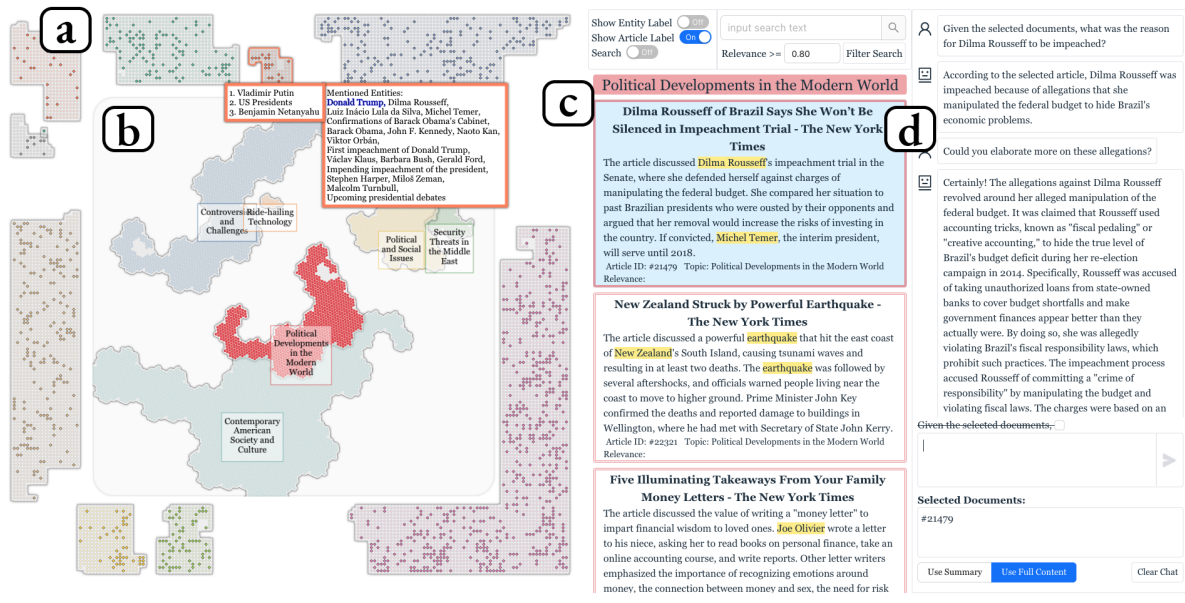 a
b
1. Vladimir Putin
2. US Presidents
3. Benjamin Netanyahu
Mentioned Entities:
Donald Trump, Dilma Rousseff,
Luiz Inácio Lula da Silva, Michel Temer,
Confirmations of Barack Obama's Cabinet,
Barack Obama, John F. Kennedy, Naoto Kan,
Viktor Orbán,
First impeachment of Donald Trump,
Václav Klaus, Barbara Bush, Gerald Ford,
Impending impeachment of the president,
Stephen Harper, Miloš Zeman,
Malcolm Turnbull,
Upcoming presidential debates
Controversies
and
Challenges
Ride-hailing
Technology
Political
and Social
Issues
Security
Threats in the
Middle
East
Political
Developments
in the
Modern
World
Contemporary
American
Society and
Culture
Show Entity Label Off
Show Article Label On
Search Off
input search text
Relevance >= 0.80 Filter Search
c
Political Developments in the Modern World
Dilma Rousseff of Brazil Says She Won't Be
Silenced in Impeachment Trial - The New York
Times
The article discussed Dilma Rousseff's impeachment trial in the
Senate, where she defended herself against charges of
manipulating the federal budget. She compared her situation to
past Brazilian presidents who were ousted by their opponents and
argued that her removal would increase the risks of investing in
the country. If convicted, Michel Temer, the interim president,
will serve until 2018.
Article ID: #21479 Topic: Political Developments in the Modern World
Relevance:
New Zealand Struck by Powerful Earthquake -
The New York Times
The article discussed a powerful earthquake that hit the east coast
of New Zealand's South Island, causing tsunami waves and
resulting in at least two deaths. The earthquake was followed by
several aftershocks, and officials warned people living near the
coast to move to higher ground. Prime Minister John Key
confirmed the deaths and reported damage to buildings in
Wellington, where he had met with Secretary of State John Kerry.
Article ID: #22321 Topic: Political Developments in the Modern World
Relevance:
Five Illuminating Takeaways From Your Family
Money Letters - The New York Times
The article discussed the value of writing a "money letter" to
impart financial wisdom to loved ones. Joe Olivier wrote a letter
to his niece, asking her to read books on personal finance, take an
online accounting course, and write reports. Other letter writers
emphasized the importance of recognizing emotions around
money, the connection between money and sex, the need for risk
d
Given the selected documents, what was the reason
for Dilma Rousseff to be impeached?
According to the selected article, Dilma Rousseff was
impeached because of allegations that she
manipulated the federal budget to hide Brazil's
economic problems.
Could you elaborate more on these allegations?
Certainly! The allegations against Dilma Rousseff
revolved around her alleged manipulation of the
federal budget. It was claimed that Rousseff used
accounting tricks, known as "fiscal pedaling" or
"creative accounting," to hide the true level of
Brazil's budget deficit during her re-election
campaign in 2014. Specifically, Rousseff was accused
of taking unauthorized loans from state-owned
banks to cover budget shortfalls and make
government finances appear better than they
actually were. By doing so, she was allegedly
violating Brazil's fiscal responsibility laws, which
prohibit such practices. The impeachment process
accused Rousseff of committing a "crime of
responsibility" by manipulating the budget and
violating fiscal laws. The charges were based on an
Given the selected documents,
Selected Documents:
#21479
Use Summary Use Full Content Clear Chat